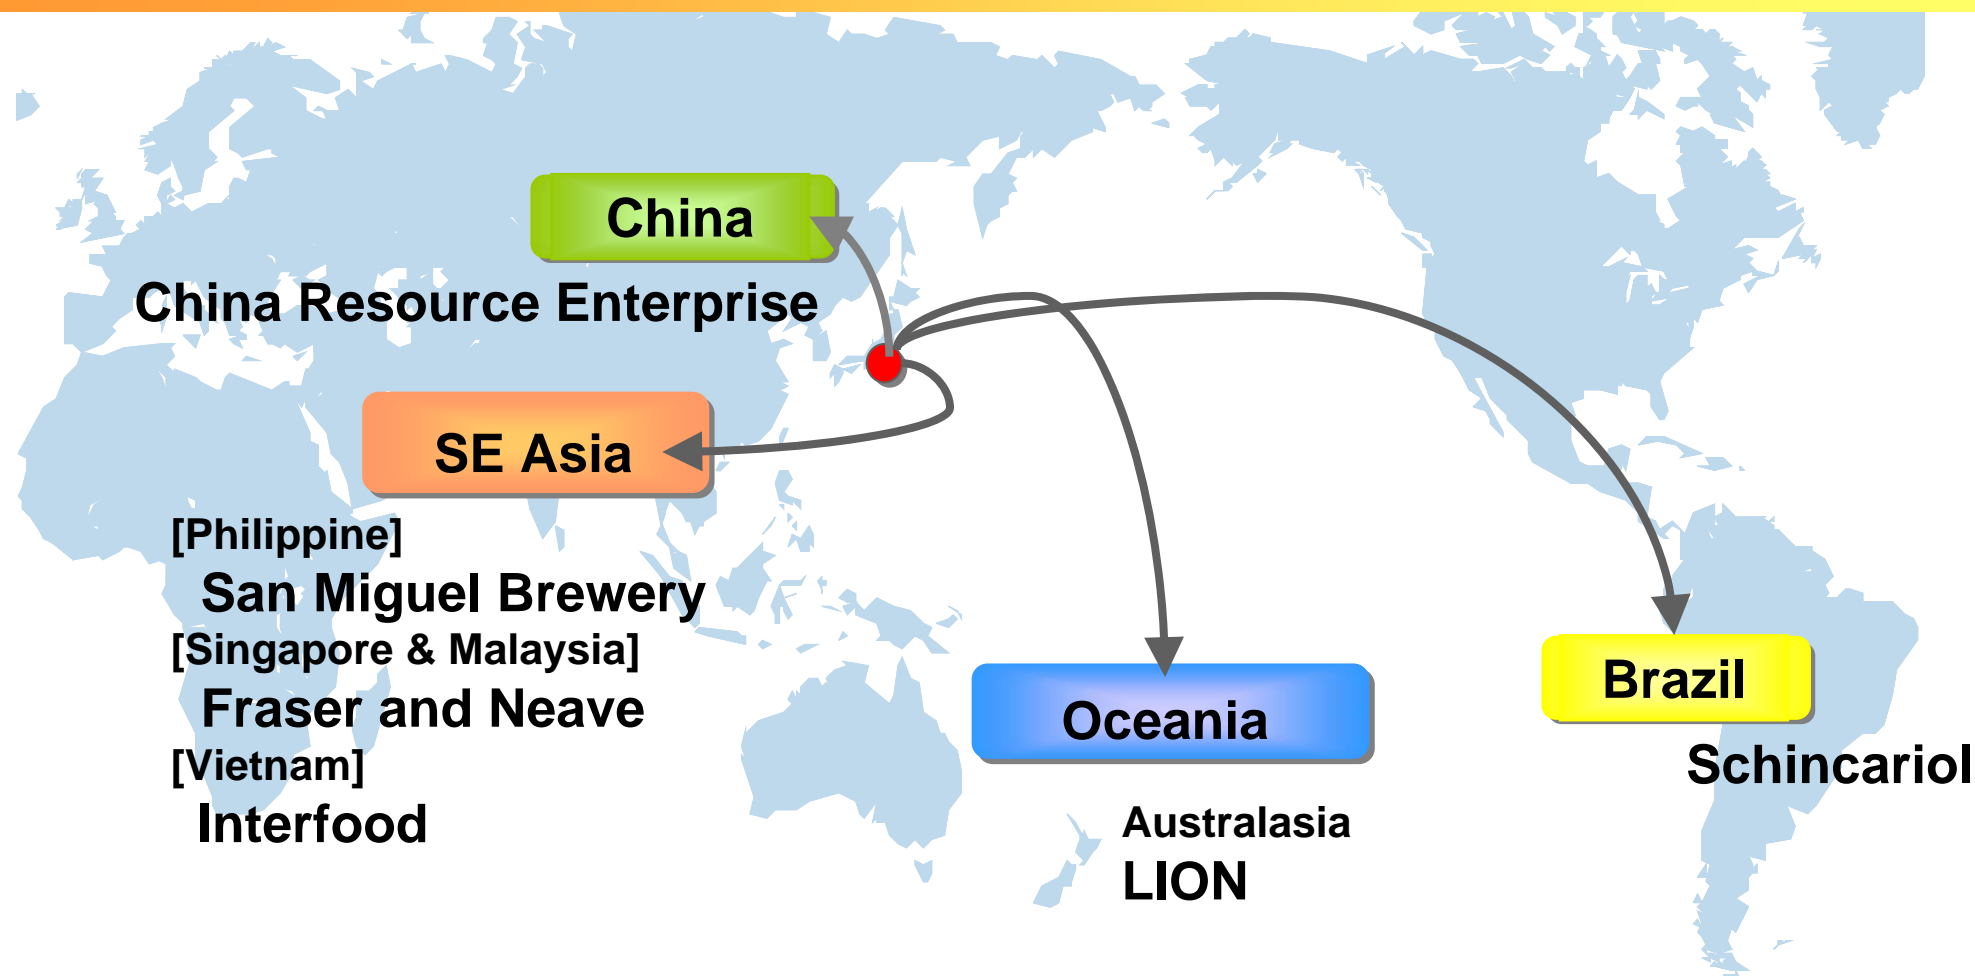 China
China Resource Enterprise
SE Asia
[Philippine]
San Miguel Brewery
[Singapore & Malaysia]
Fraser and Neave
[Vietnam]
Interfood
Oceania
Australasia
LION
Brazil
Schincariol